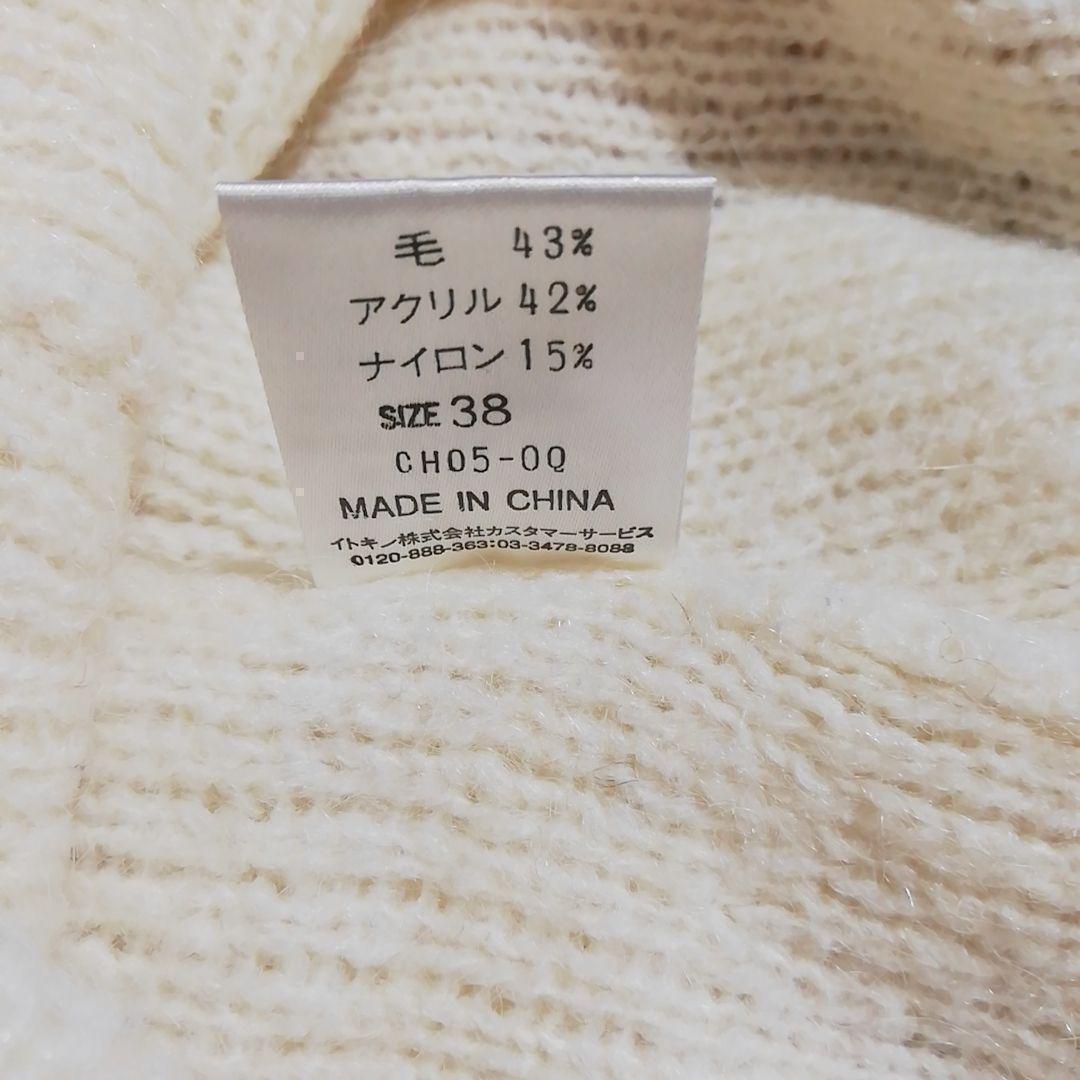 毛 43%
アクリル 42%
ナイロン 15%
SIZE 38
CH05-0Q
MADE IN CHINA
イトキン株式会社カスタマーサービス
0120-888-363:03-3478-8088